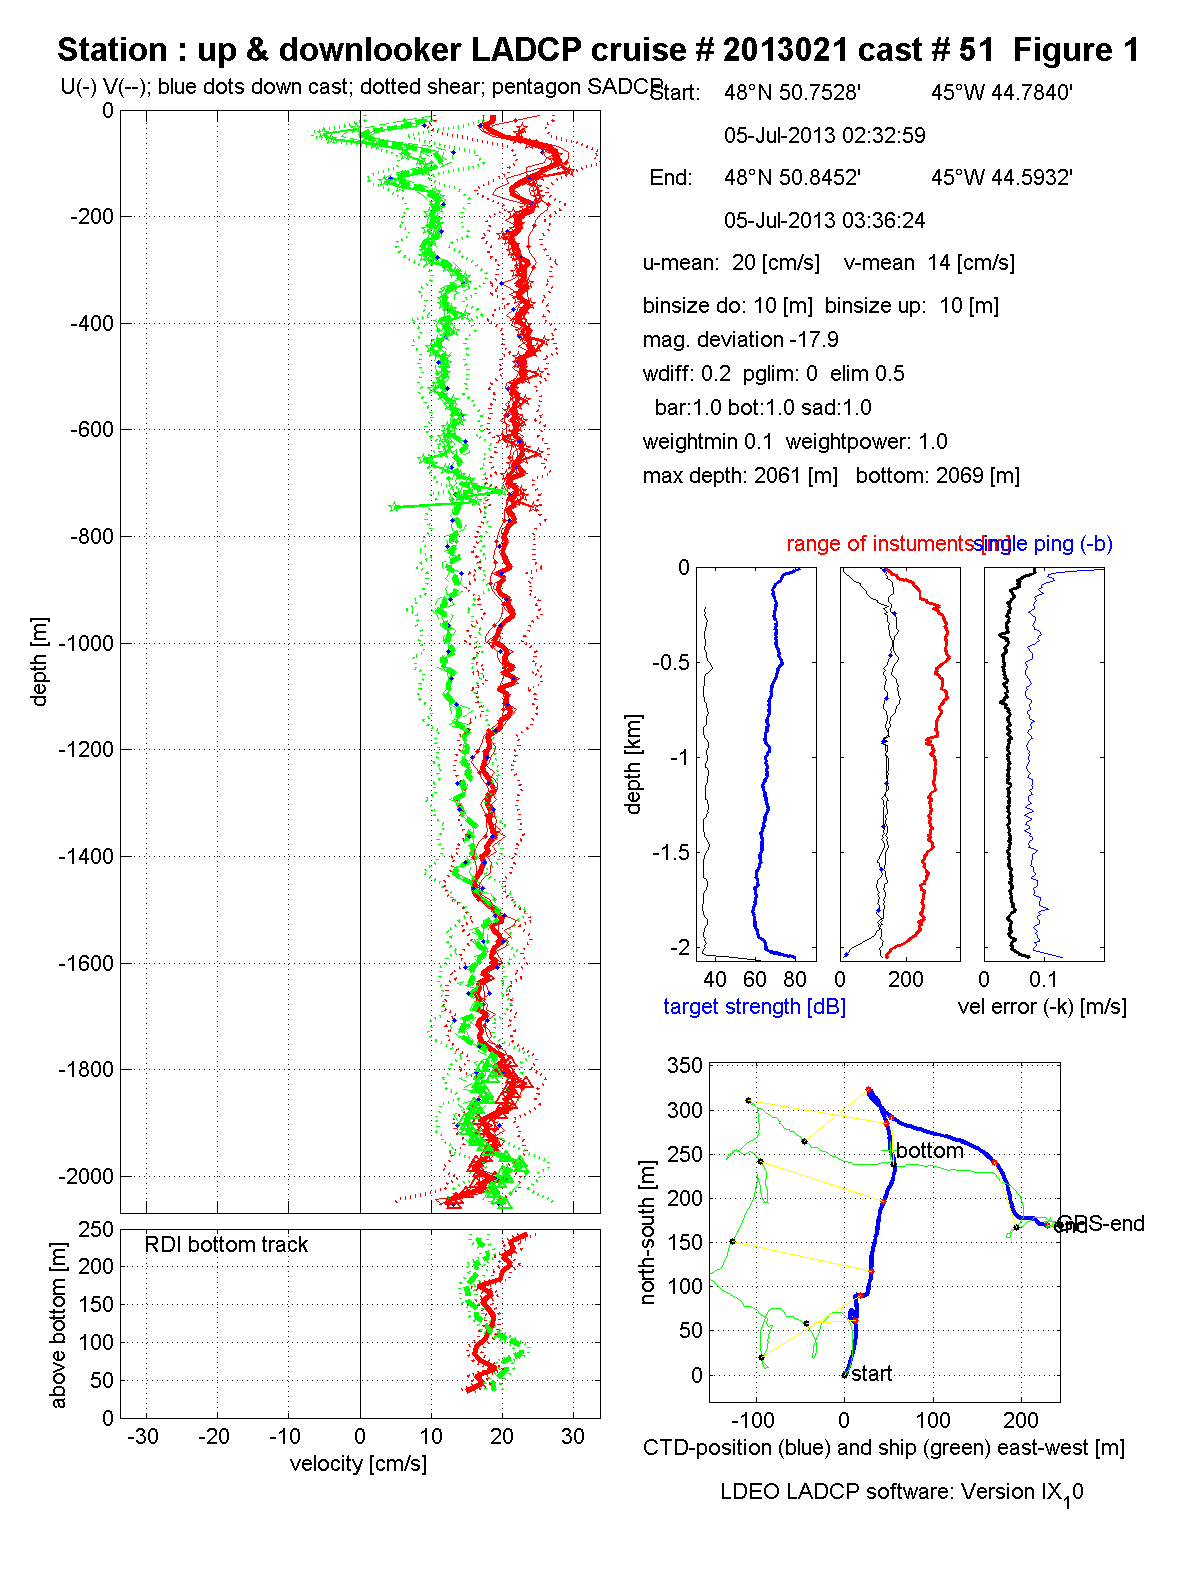 Station : up & downlooker LADCP cruise # 2013021 cast # 51  Figure 1
U(-) V(--); blue dots down cast; dotted shear; pentagon SADCP
Start: 48°N 50.7528' 45°W 44.7840'
05-Jul-2013 02:32:59
End: 48°N 50.8452' 45°W 44.5932'
05-Jul-2013 03:36:24
u-mean:  20 [cm/s]    v-mean  14 [cm/s]
binsize do: 10 [m]  binsize up:  10 [m]
mag. deviation -17.9
wdiff: 0.2  pglim: 0  elim 0.5
bar:1.0 bot:1.0 sad:1.0
weightmin 0.1  weightpower: 1.0
max depth: 2061 [m]   bottom: 2069 [m]
0
-200
-400
-600
-800
-1000
-1200
-1400
-1600
-1800
-2000
depth [m]
RDI bottom track
250
200
150
100
50
0
above bottom [m]
-30 -20 -10 0 10 20 30
velocity [cm/s]
range of instuments [m]
single ping (-b)
0
-0.5
-1
-1.5
-2
depth [km]
40 60 80
0 200
0 0.1
target strength [dB]
vel error (-k) [m/s]
350
300
250
200
150
100
50
0
north-south [m]
bottom
GPS-end
end
start
-100 0 100 200
CTD-position (blue) and ship (green) east-west [m]
LDEO LADCP software: Version IX10